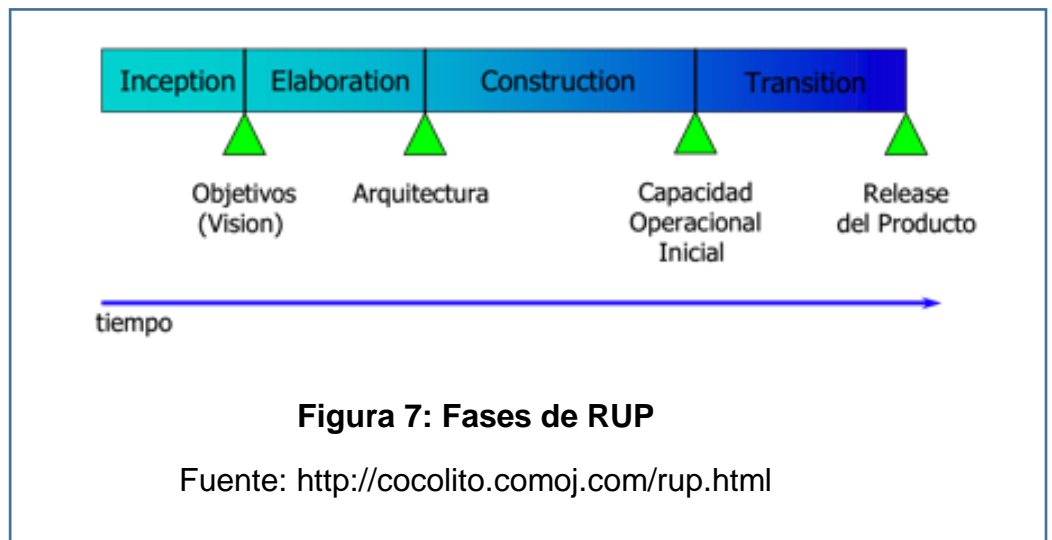 Inception Elaboration Construction Transition
Objetivos (Vision)
Arquitectura
Capacidad Operacional Inicial
Release del Producto
tiempo
Figura 7: Fases de RUP
Fuente: http://cocolito.comoj.com/rup.html